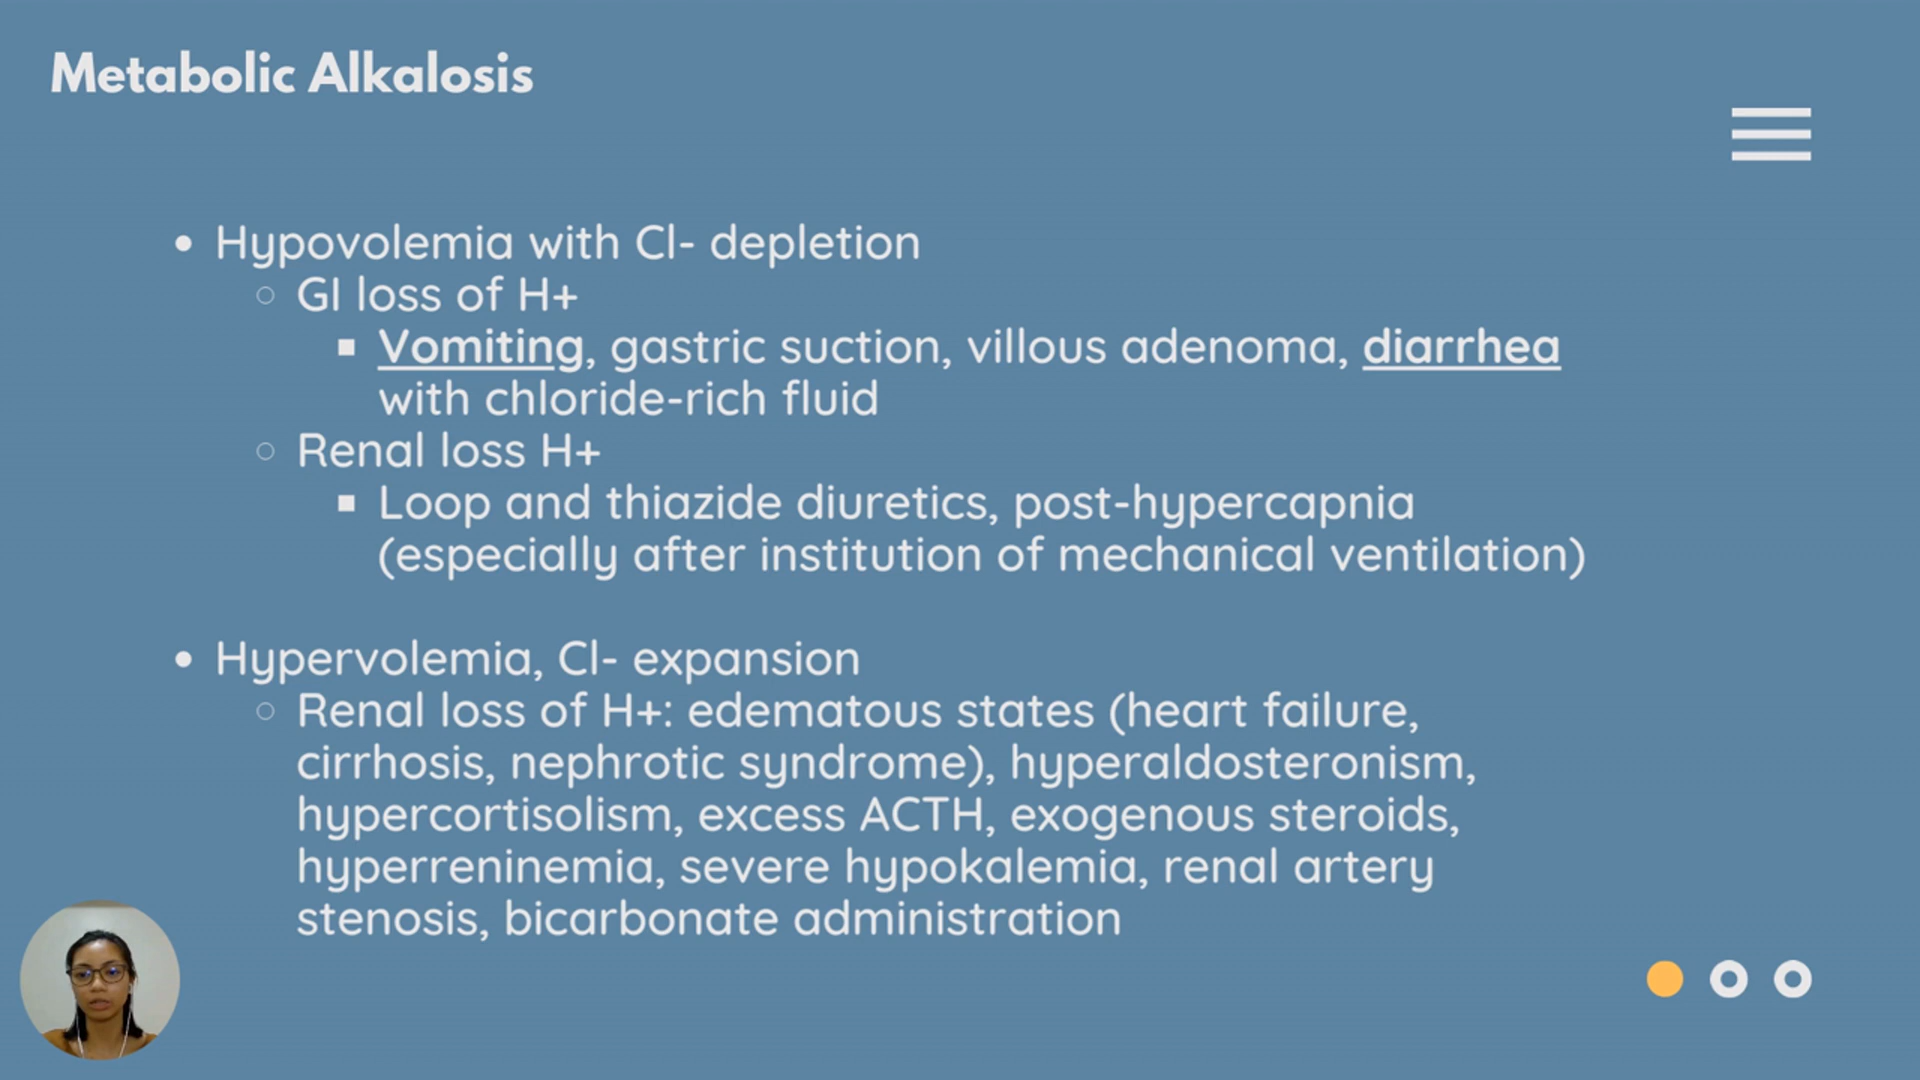 Metabolic Alkalosis
Hypovolemia with Cl- depletion
GI loss of H+
Vomiting, gastric suction, villous adenoma, diarrhea
with chloride-rich fluid
Renal loss H+
Loop and thiazide diuretics, post-hypercapnia
(especially after institution of mechanical ventilation)
Hypervolemia, Cl- expansion
Renal loss of H+: edematous states (heart failure,
cirrhosis, nephrotic syndrome), hyperaldosteronism,
hypercortisolism, excess ACTH, exogenous steroids,
hyperreninemia, severe hypokalemia, renal artery
stenosis, bicarbonate administration